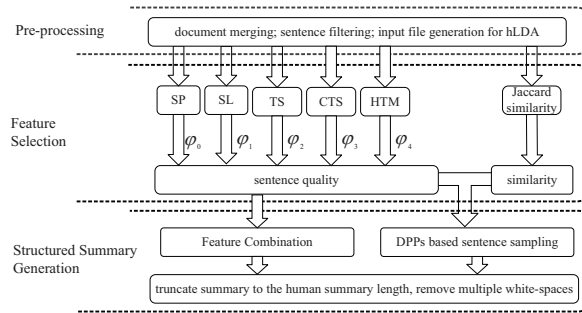 Pre-processing
document merging; sentence filtering; input file generation for hLDA
SP
SL
TS
CTS
HTM
Jaccard
similarity
Feature
Selection
φ₀
φ₁
φ₂
φ₃
φ₄
sentence quality
similarity
Structured Summary
Generation
Feature Combination
DPPs based sentence sampling
truncate summary to the human summary length, remove multiple white-spaces